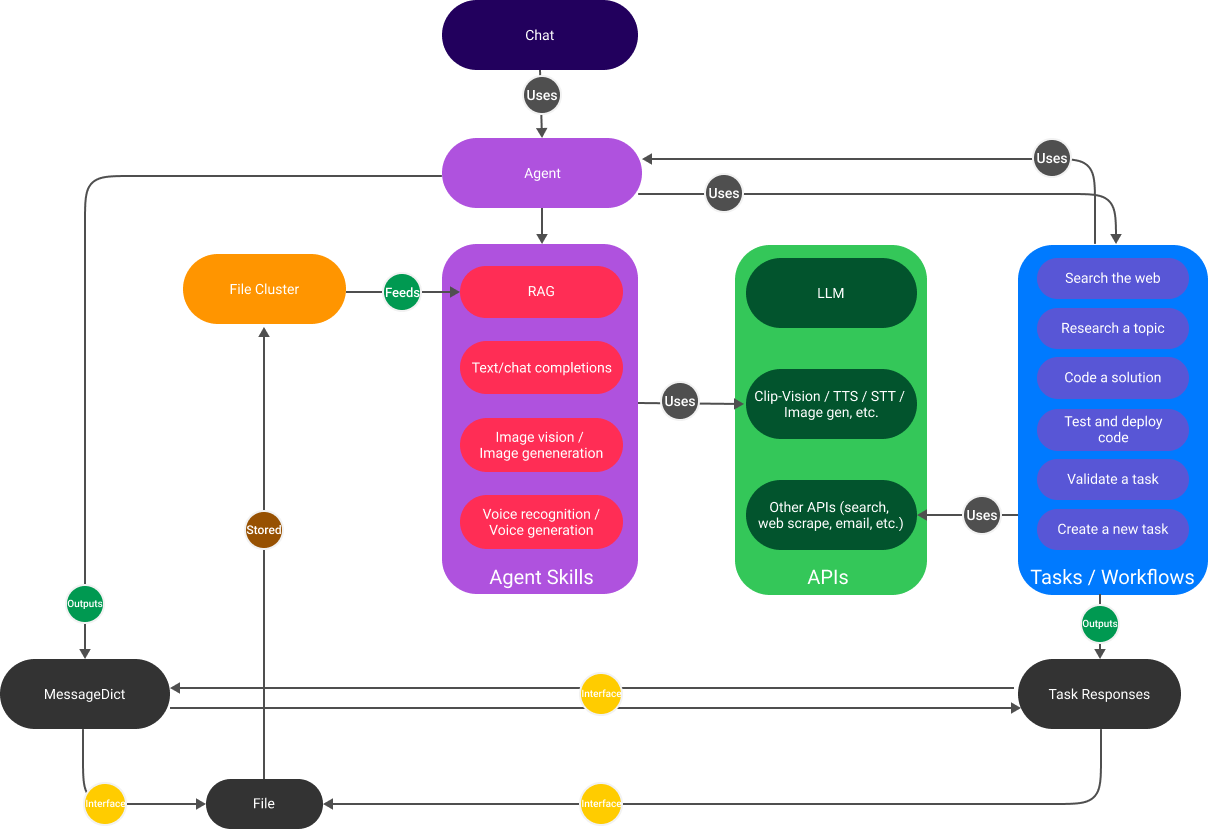 Chat
Uses
Agent
Uses
Uses
File Cluster
Feeds
RAG
Text/chat completions
Image vision /
Image geneneration
Voice recognition /
Voice generation
Agent Skills
Uses
LLM
Clip-Vision / TTS / STT /
Image gen, etc.
Other APIs (search,
web scrape, email, etc.)
APIs
Uses
Search the web
Research a topic
Code a solution
Test and deploy
code
Validate a task
Create a new task
Tasks / Workflows
Stored
Outputs
Outputs
MessageDict
Interface
Task Responses
Interface
File
Interface